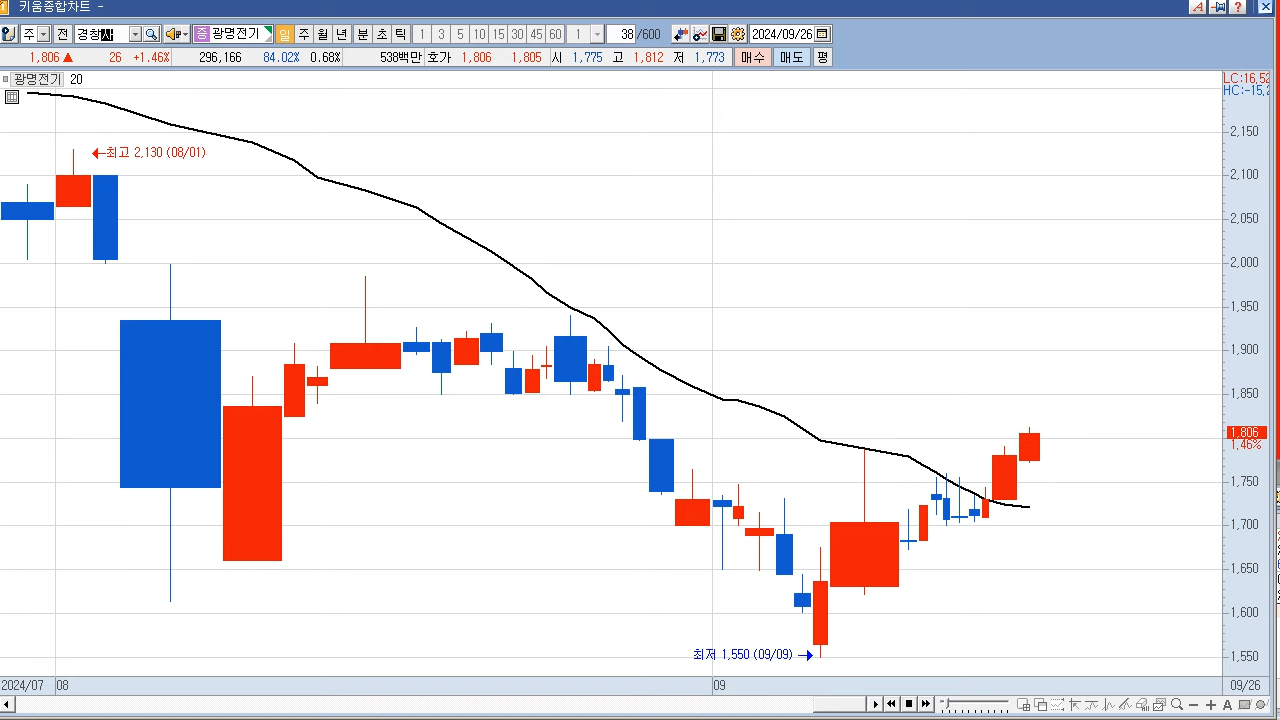 키움종합차트 -
주 전 경창산 증 광명전기 일 주 월 년 분 초 틱 1 3 5 10 15 30 45 60 1 38 /600 2024/09/26
1,806 ▲ 26 +1.46% 296,166 84.02% 0.68% 538백만 호가 1,806 1,805 시 1,775 고 1,812 저 1,773 매수 매도 평
광명전기 20
LC:16,52
HC:-15,2
2,150
←최고 2,130 (08/01)
2,100
2,050
2,000
1,950
1,900
1,850
1,806
1,46%
1,750
1,700
1,650
1,600
최저 1,550 (09/09) →
1,550
2024/07 08 09 09/26